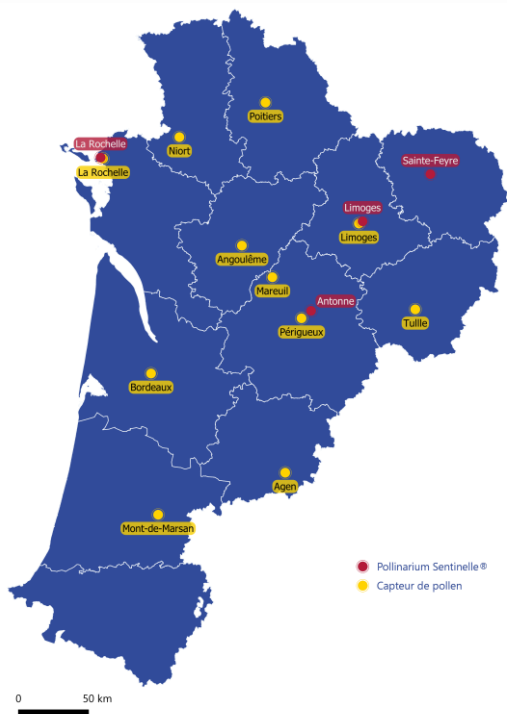 Poitiers
La Rochelle
Niort
La Rochelle
Sainte-Feyre
Limoges
Limoges
Angoulême
Mareuil
Antonne
Périgueux
Tullle
Bordeaux
Agen
Mont-de-Marsan
Pollinarium Sentinelle®
Capteur de pollen
0 50 km